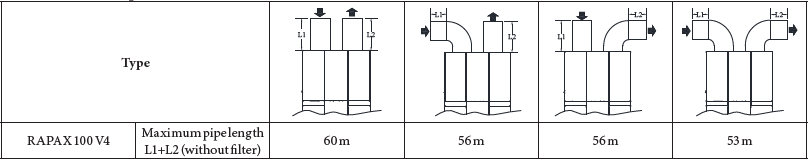 Type
L1
L2
L1
L2
L1
L2
L1
L2
RAPAX 100 V4
Maximum pipe length
L1+L2 (without filter)
60 m
56 m
56 m
53 m